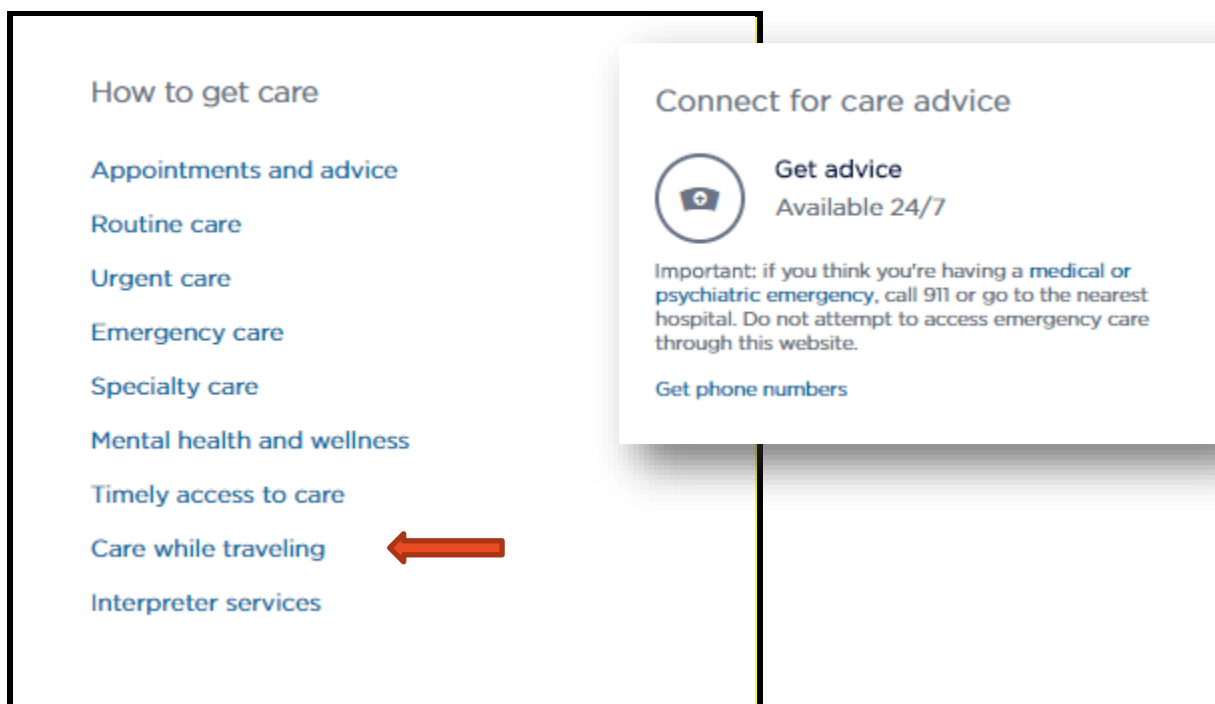 How to get care
Appointments and advice
Routine care
Urgent care
Emergency care
Specialty care
Mental health and wellness
Timely access to care
Care while traveling
Interpreter services
Connect for care advice
Get advice
Available 24/7
Important: if you think you're having a medical or
psychiatric emergency, call 911 or go to the nearest
hospital. Do not attempt to access emergency care
through this website.
Get phone numbers